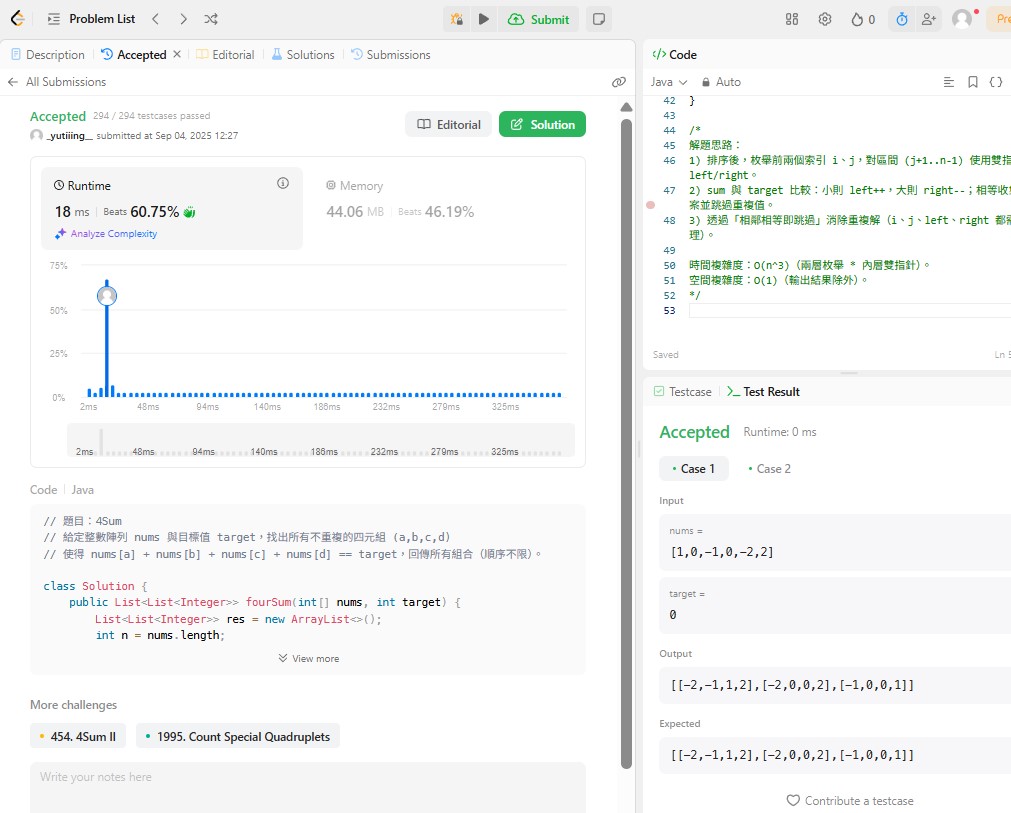 Problem List
Submit
0
Pre
Description
Accepted
Editorial
Solutions
Submissions
All Submissions
Accepted 294 / 294 testcases passed
_yutiiing__ submitted at Sep 04, 2025 12:27
Editorial
Solution
Runtime
18 ms | Beats 60.75%
Analyze Complexity
Memory
44.06 MB | Beats 46.19%
75%
50%
25%
0%
2ms 48ms 94ms 140ms 186ms 232ms 279ms 325ms
2ms 48ms 94ms 140ms 186ms 232ms 279ms 325ms
Code | Java
// 題目：4Sum
// 給定整數陣列 nums 與目標值 target，找出所有不重複的四元組 (a,b,c,d)
// 使得 nums[a] + nums[b] + nums[c] + nums[d] == target，回傳所有組合（順序不限）。
class Solution {
public List<List<Integer>> fourSum(int[] nums, int target) {
List<List<Integer>> res = new ArrayList<>();
int n = nums.length;
View more
More challenges
454. 4Sum II
1995. Count Special Quadruplets
Write your notes here
</> Code
Java
Auto
42 }
43
44 /*
45 解題思路：
46 1) 排序後，枚舉前兩個索引 i、j，對區間 (j+1..n-1) 使用雙指
left/right。
47 2) sum 與 target 比較：小則 left++，大則 right--；相等收
案並跳過重複值。
48 3) 透過「相鄰相等即跳過」消除重複解（i、j、left、right 都
理）。
49
50 時間複雜度：O(n^3)（兩層枚舉 * 內層雙指針）。
51 空間複雜度：O(1)（輸出結果除外）。
52 */
53
Saved
Ln 5
Testcase
Test Result
Accepted Runtime: 0 ms
Case 1
Case 2
Input
nums =
[1,0,-1,0,-2,2]
target =
0
Output
[[-2,-1,1,2],[-2,0,0,2],[-1,0,0,1]]
Expected
[[-2,-1,1,2],[-2,0,0,2],[-1,0,0,1]]
Contribute a testcase